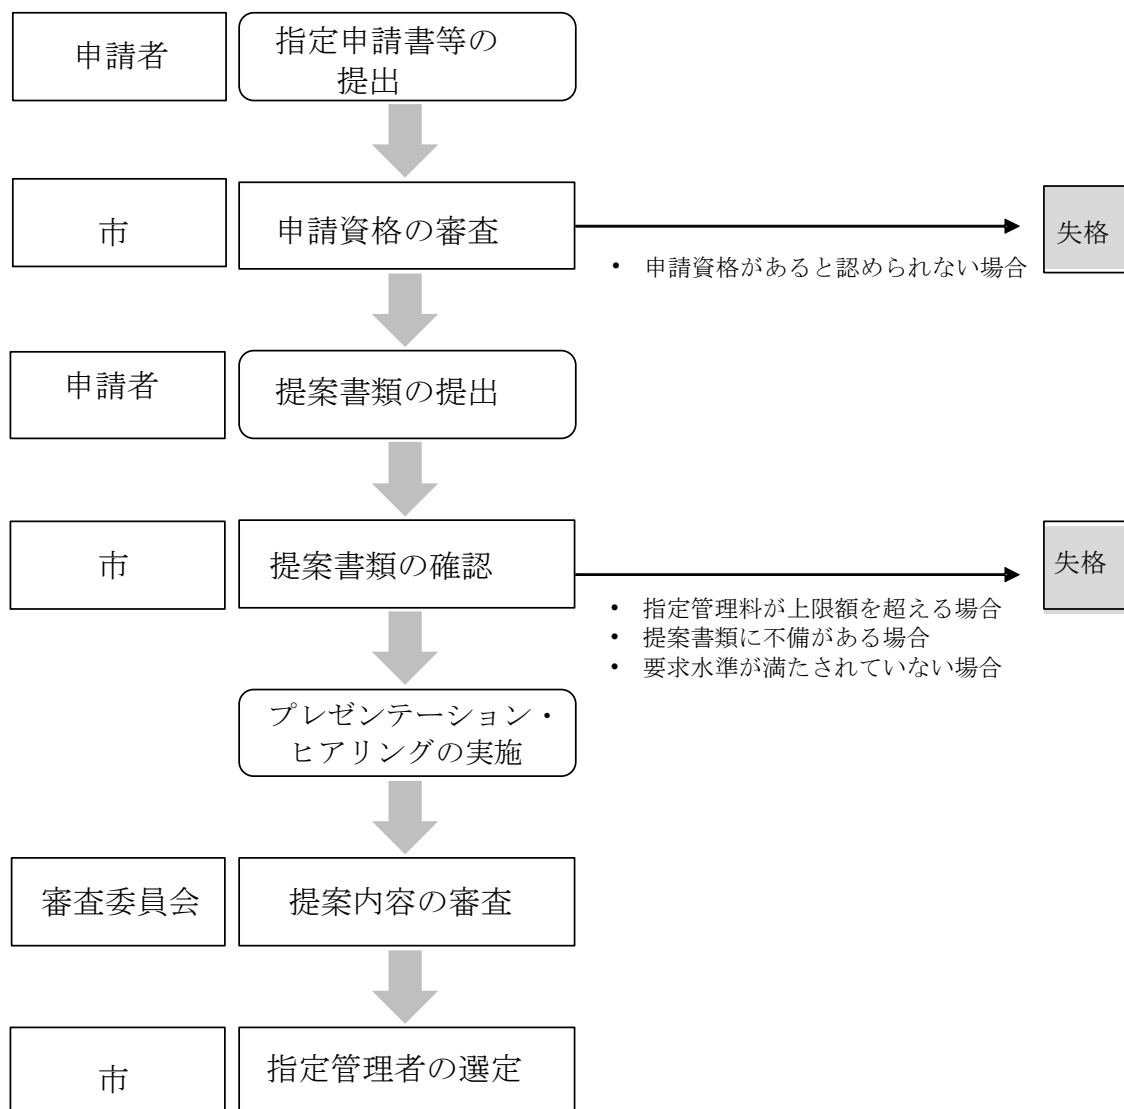 申請者
指定申請書等の
提出
市
申請資格の審査
失格
• 申請資格があると認められない場合
申請者
提案書類の提出
市
提案書類の確認
失格
• 指定管理料が上限額を超える場合
• 提案書類に不備がある場合
• 要求水準が満たされていない場合
プレゼンテーション・
ヒアリングの実施
審査委員会
提案内容の審査
市
指定管理者の選定